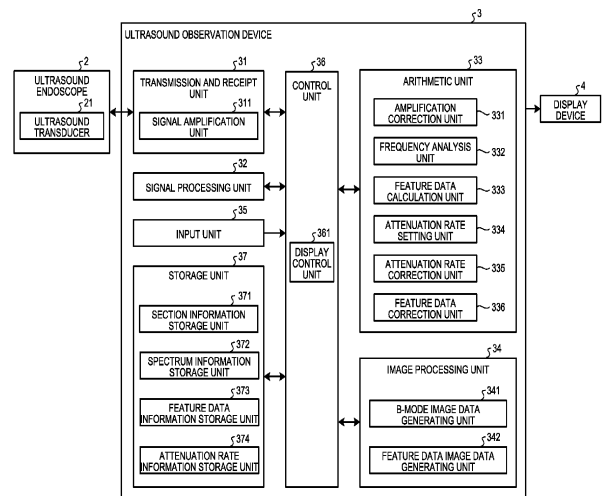 3
ULTRASOUND OBSERVATION DEVICE
2
ULTRASOUND
ENDOSCOPE
21
ULTRASOUND
TRANSDUCER
31
TRANSMISSION AND RECEIPT
UNIT
311
SIGNAL AMPLIFICATION
UNIT
32
SIGNAL PROCESSING UNIT
35
INPUT UNIT
37
STORAGE UNIT
371
SECTION INFORMATION
STORAGE UNIT
372
SPECTRUM INFORMATION
STORAGE UNIT
373
FEATURE DATA
INFORMATION STORAGE UNIT
374
ATTENUATION RATE
INFORMATION STORAGE UNIT
36
CONTROL
UNIT
361
DISPLAY
CONTROL
UNIT
33
ARITHMETIC UNIT
AMPLIFICATION
CORRECTION UNIT
331
FREQUENCY ANALYSIS
UNIT
332
FEATURE DATA
CALCULATION UNIT
333
ATTENUATION RATE
SETTING UNIT
334
ATTENUATION RATE
CORRECTION UNIT
335
FEATURE DATA
CORRECTION UNIT
336
34
IMAGE PROCESSING UNIT
341
B-MODE IMAGE DATA
GENERATING UNIT
342
FEATURE DATA IMAGE DATA
GENERATING UNIT
4
DISPLAY
DEVICE